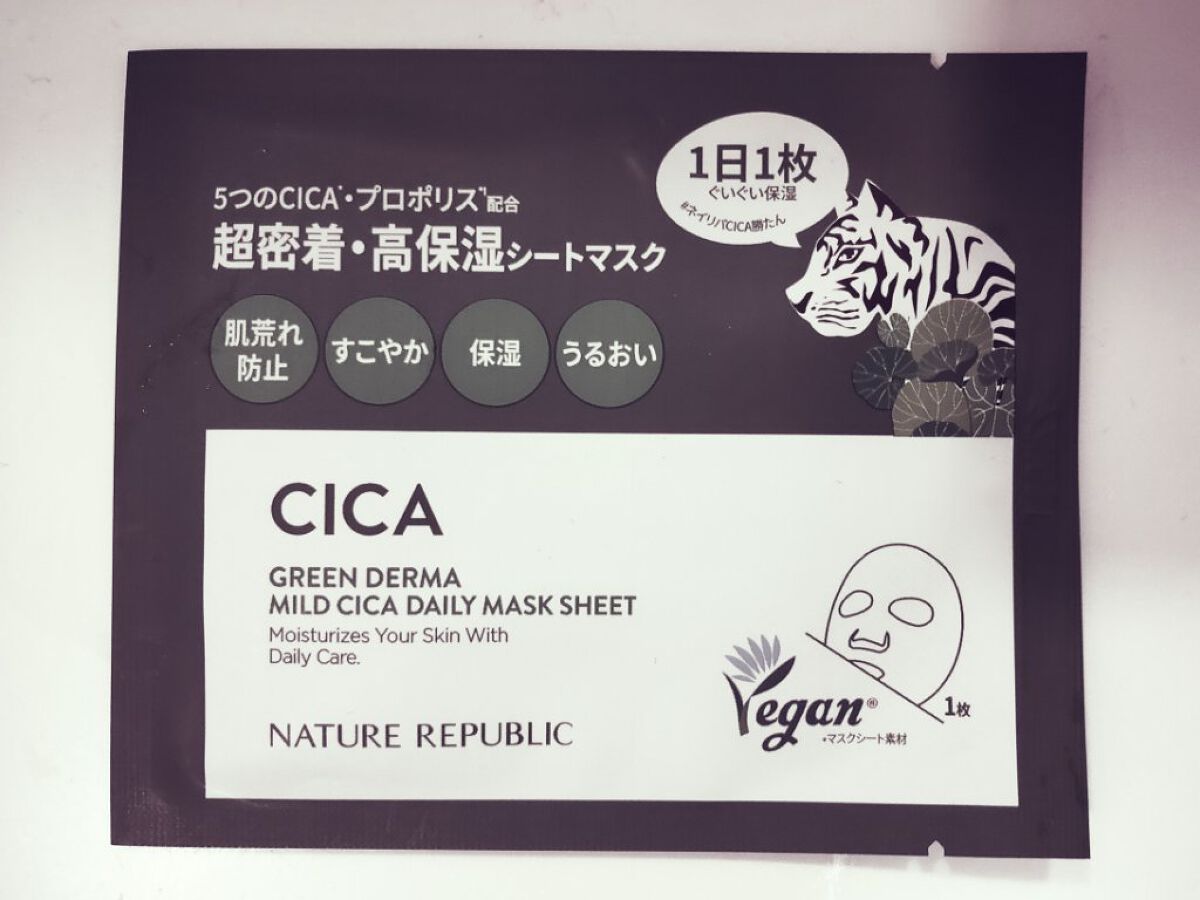 1日1枚
ぐいぐい保湿
#ネイリパCICA勝たん
5つのCICA*・プロポリス*¹配合
超密着・高保湿シートマスク
肌荒れ
防止
すこやか
保湿
うるおい
CICA
GREEN DERMA
MILD CICA DAILY MASK SHEET
Moisturizes Your Skin With
Daily Care.
NATURE REPUBLIC
Vegan®
*マスクシート素材
1枚